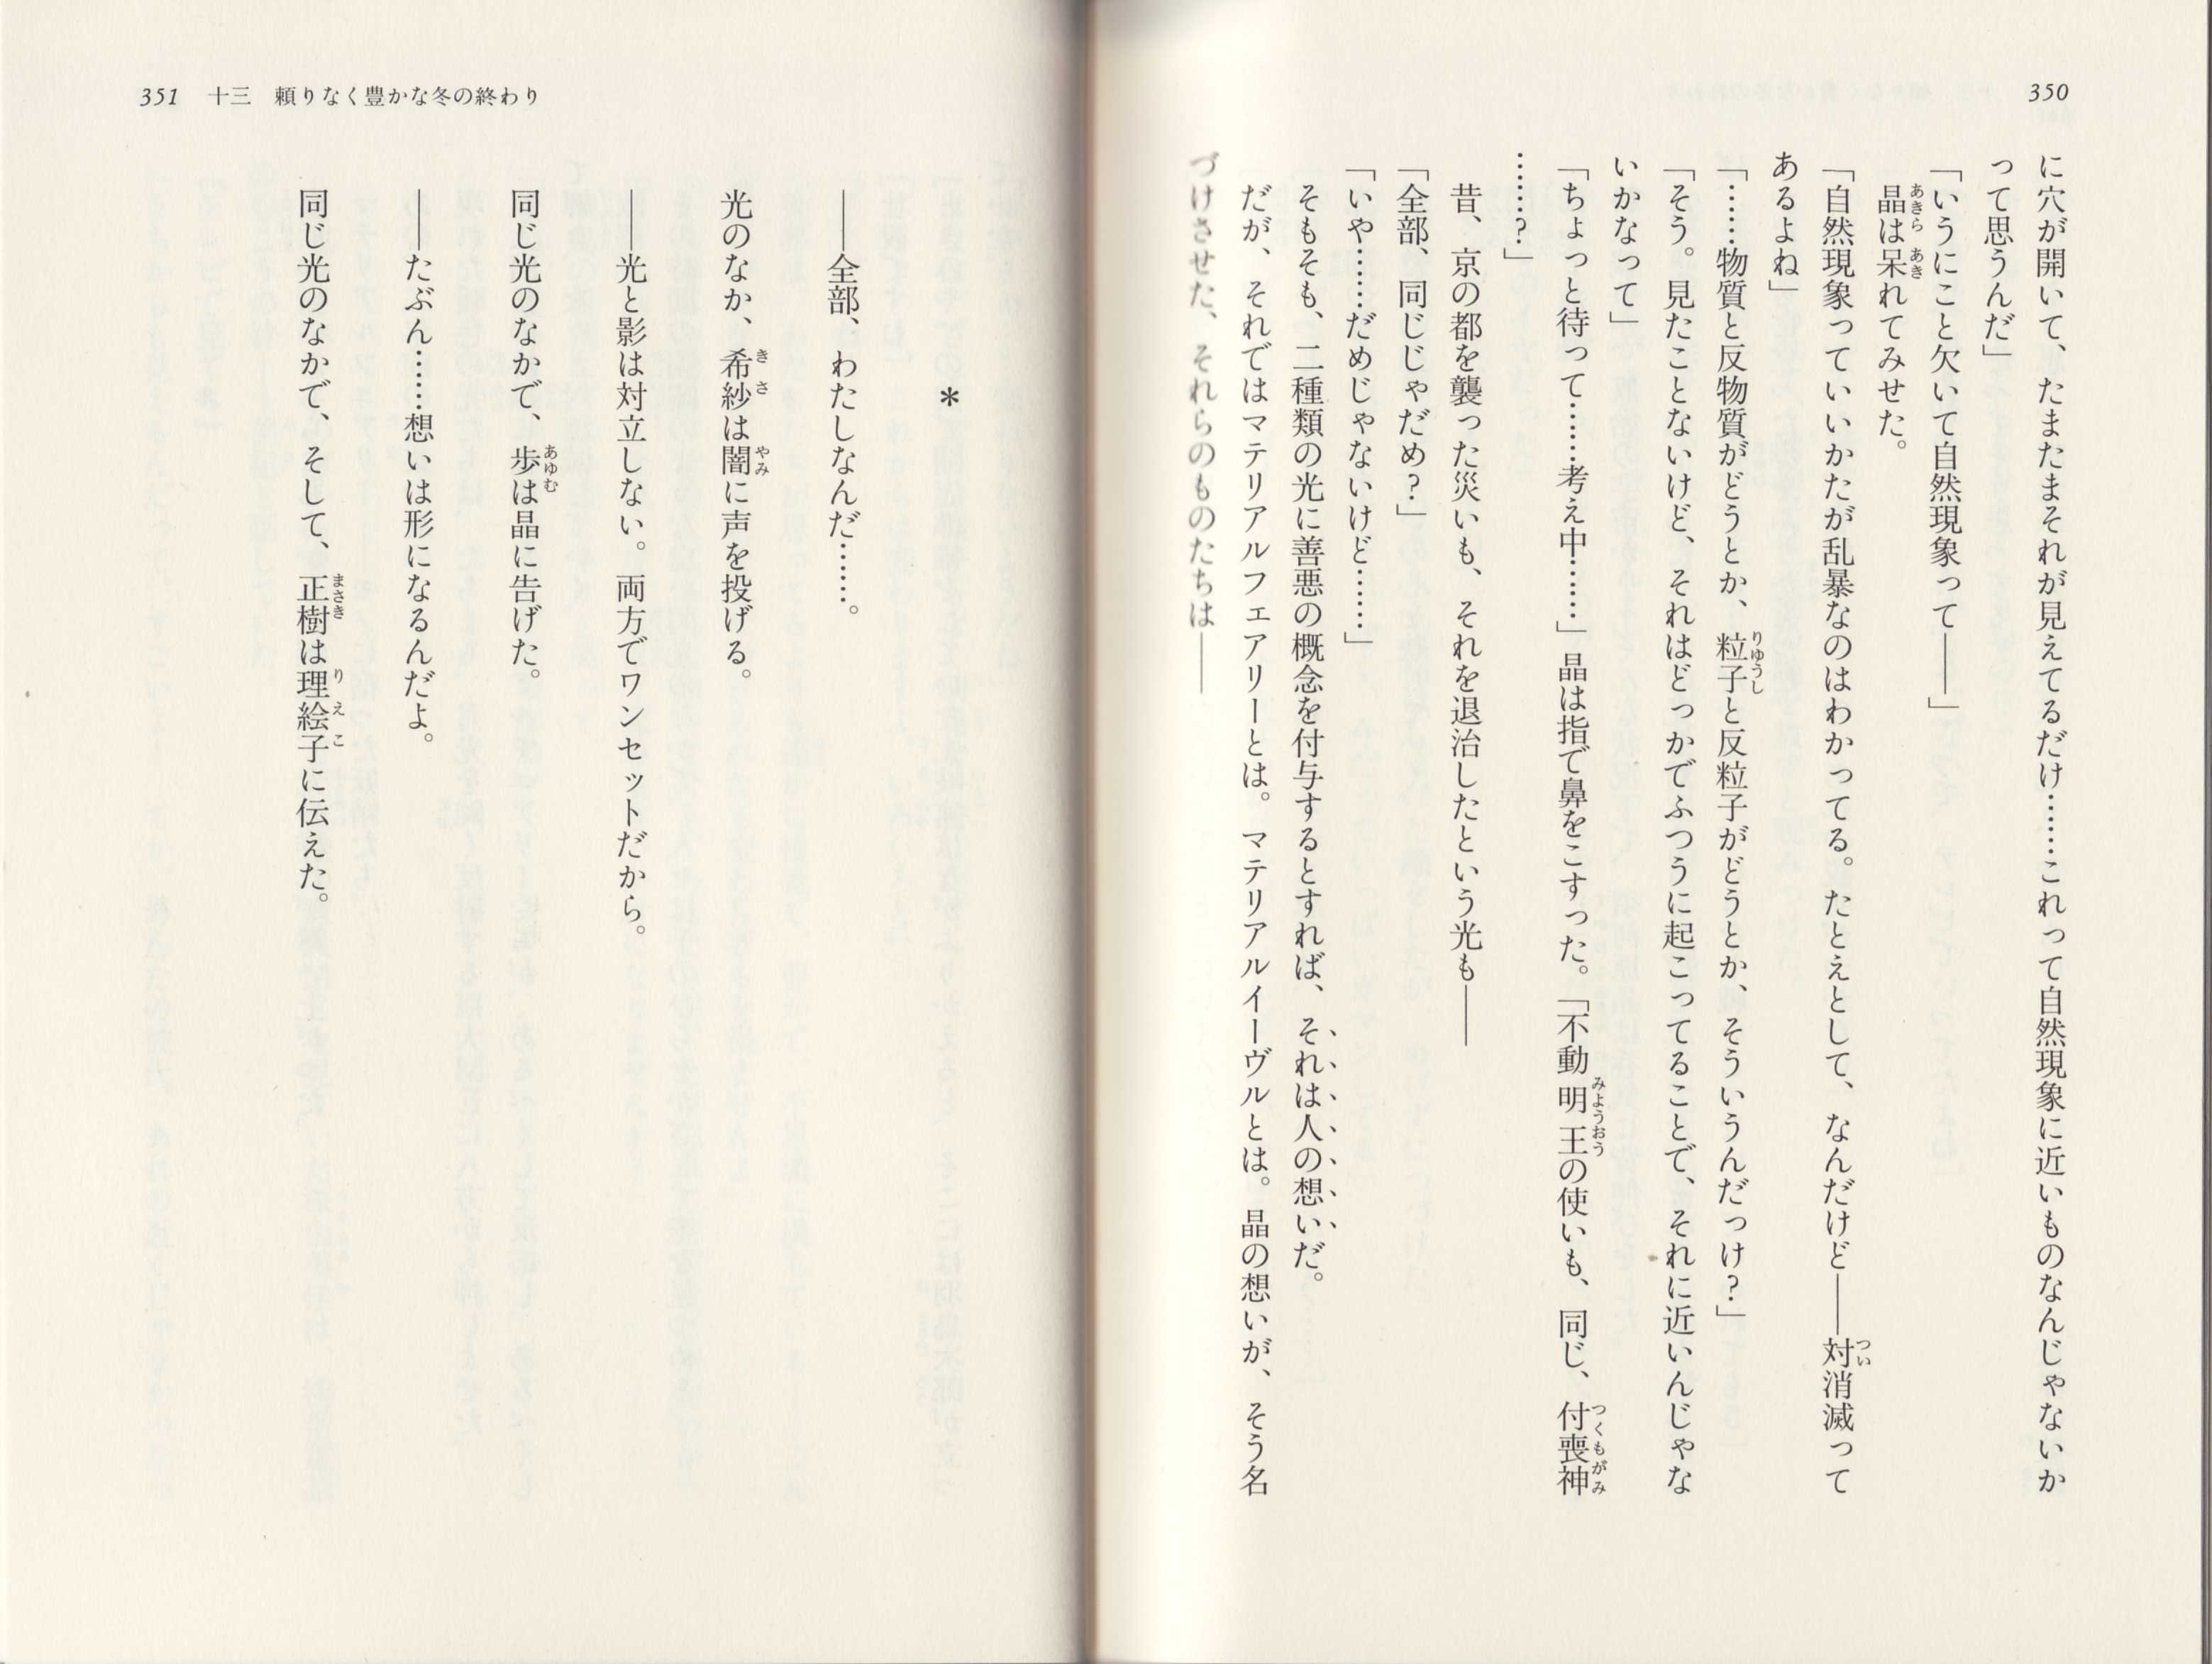 350
に穴が開いて、たまたまそれが見えてるだけ……これって自然現象に近いものなんじゃないか
って思うんだ」
「いうにこと欠いて自然現象って――」
晶は呆れてみせた。
「自然現象っていいかたが乱暴なのはわかってる。たとえとして、なんだけど――対消滅って
あるよね」
「……物質と反物質がどうとか、粒子と反粒子がどうとか、そういうんだっけ？」
「そう。見たことないけど、それはどっかでふつうに起こってることで、それに近いんじゃな
いかなって」
「ちょっと待って……考え中……」晶は指で鼻をこすった。「不動明王の使いも、同じ、付喪神
……？」
昔、京の都を襲った災いも、それを退治したという光も――
「全部、同じじゃだめ？」
「いや……だめじゃないけど……」
そもそも、二種類の光に善悪の概念を付与するとすれば、それは人の想いだ。
だが、それではマテリアルフェアリーとは。マテリアルイーヴルとは。晶の想いが、そう名
づけさせた、それらのものたちは――
351 十三 頼りなく豊かな冬の終わり
＊
――全部、わたしなんだ……。
光のなか、希紗は闇に声を投げる。
――光と影は対立しない。両方でワンセットだから。
同じ光のなかで、歩は晶に告げた。
――たぶん……想いは形になるんだよ。
同じ光のなかで、そして、正樹は理絵子に伝えた。